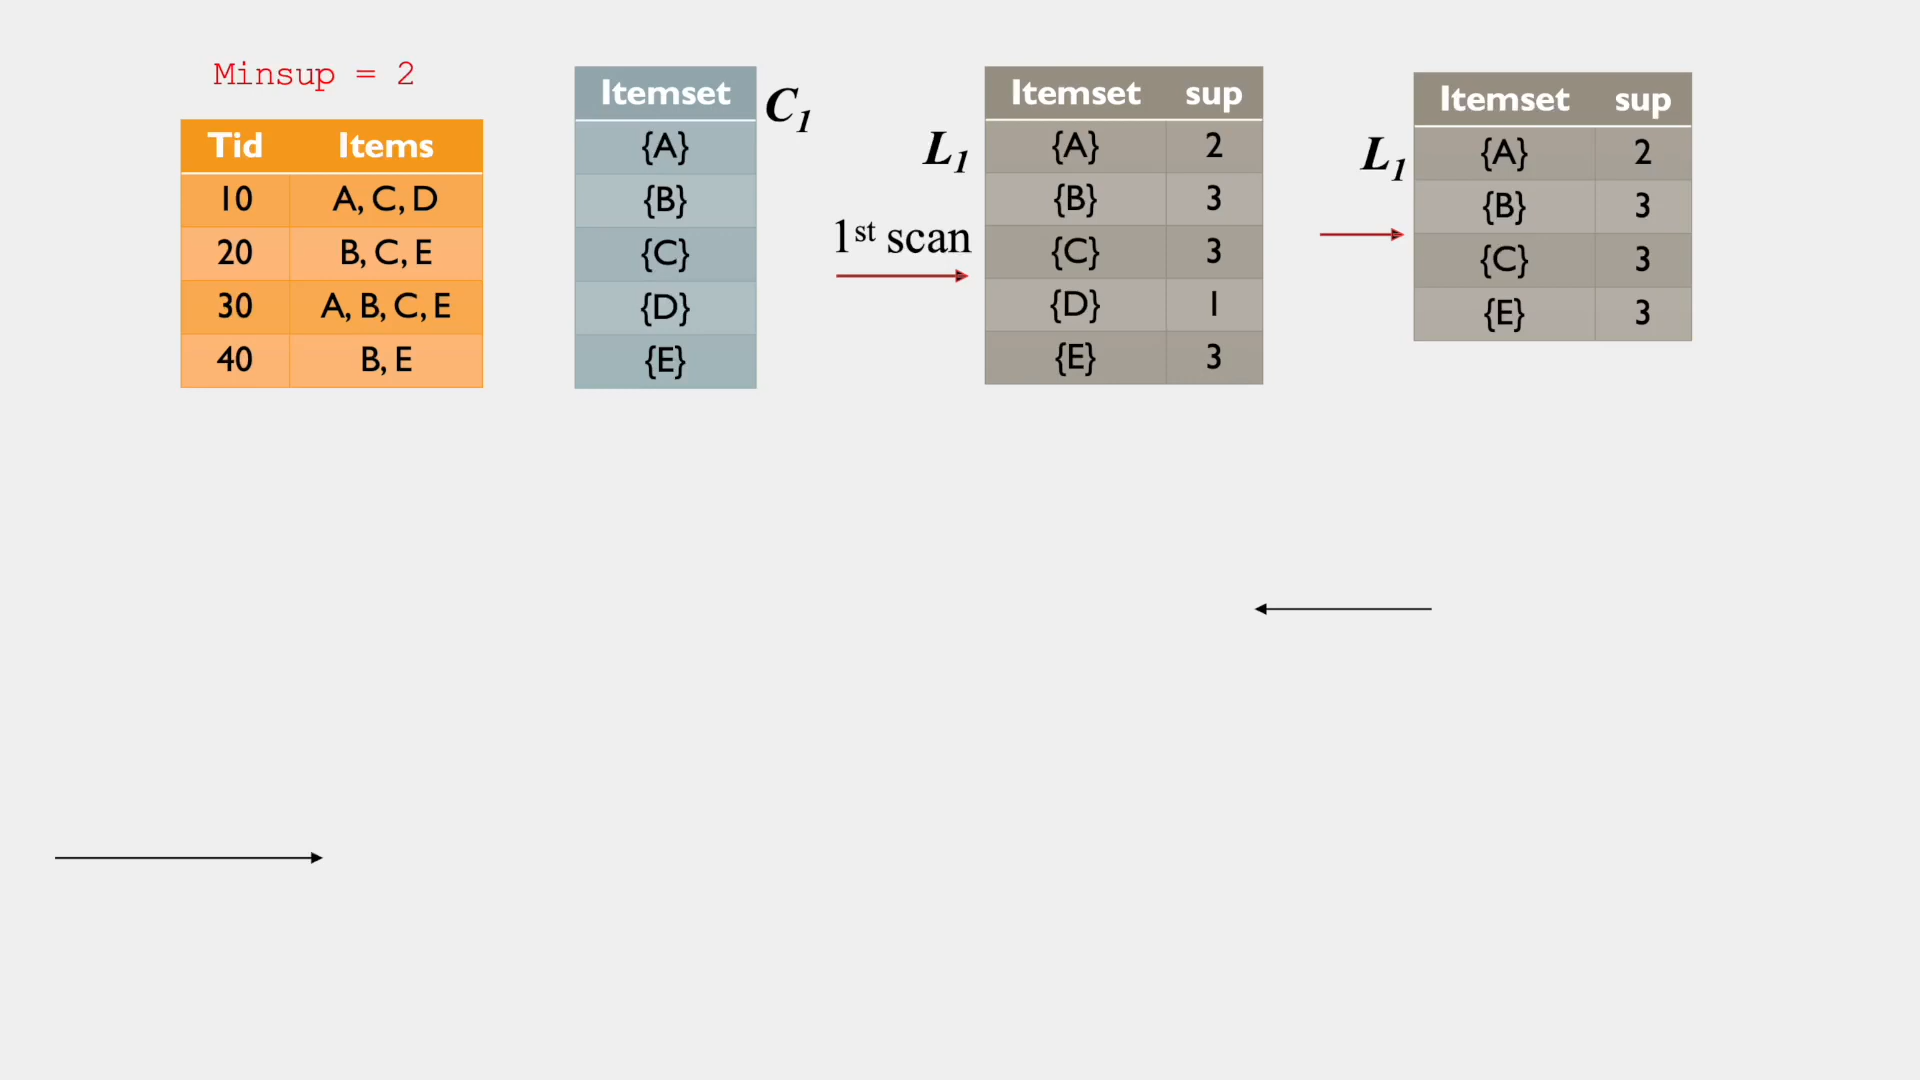 Minsup = 2
Tid Items
10 A, C, D
20 B, C, E
30 A, B, C, E
40 B, E
Itemset
{A}
{B}
{C}
{D}
{E}
C1
1st scan
L1
Itemset sup
{A} 2
{B} 3
{C} 3
{D} 1
{E} 3
L1
Itemset sup
{A} 2
{B} 3
{C} 3
{E} 3